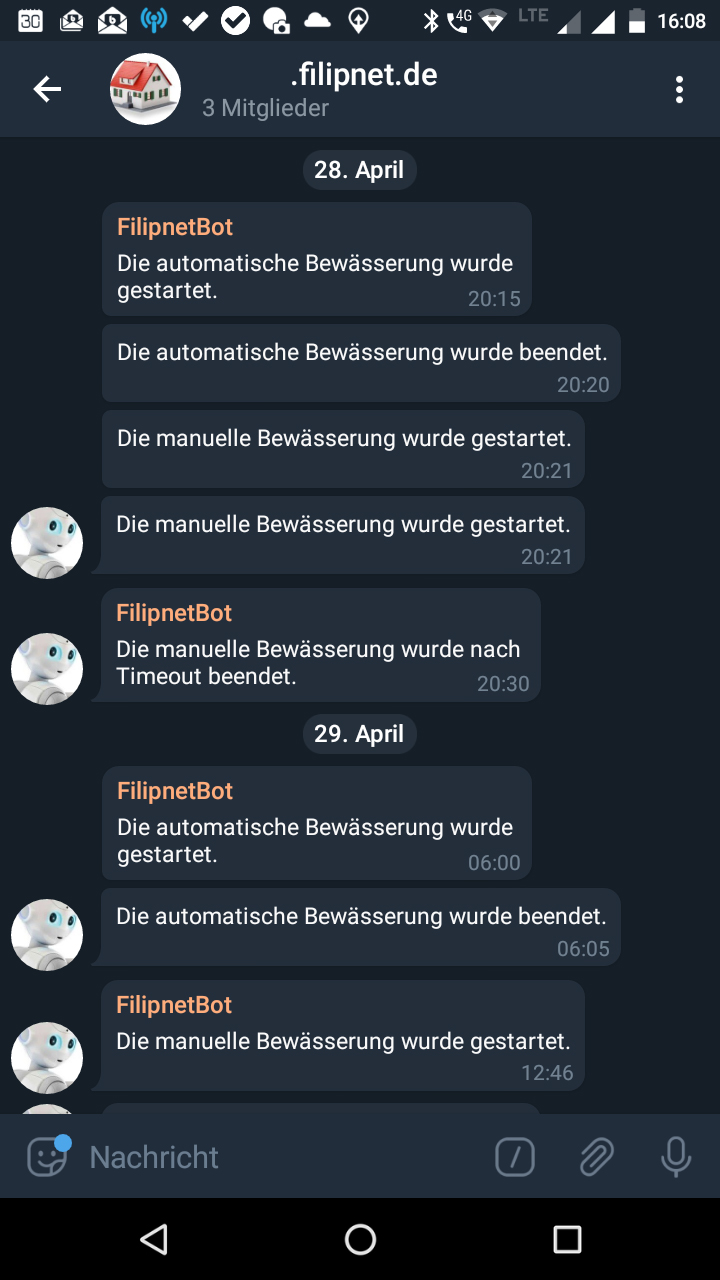 30
4G
LTE
16:08
.filipnet.de
3 Mitglieder
28. April
FilipnetBot
Die automatische Bewässerung wurde
gestartet.
20:15
Die automatische Bewässerung wurde beendet.
20:20
Die manuelle Bewässerung wurde gestartet.
20:21
Die manuelle Bewässerung wurde gestartet.
20:21
FilipnetBot
Die manuelle Bewässerung wurde nach
Timeout beendet.
20:30
29. April
FilipnetBot
Die automatische Bewässerung wurde
gestartet.
06:00
Die automatische Bewässerung wurde beendet.
06:05
FilipnetBot
Die manuelle Bewässerung wurde gestartet.
12:46
Nachricht